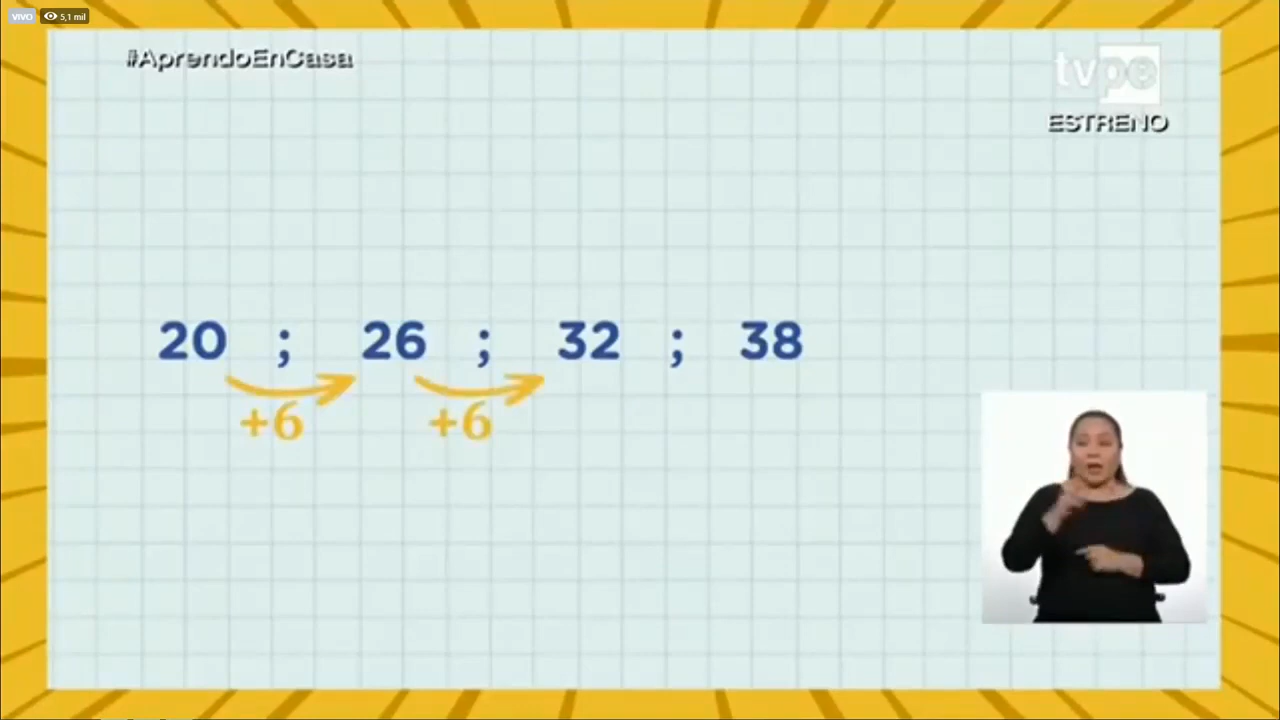 VIVO 5,1 mil
#AprendoEnCasa
tvpe
ESTRENO
20 ; 26 ; 32 ; 38
+6 +6